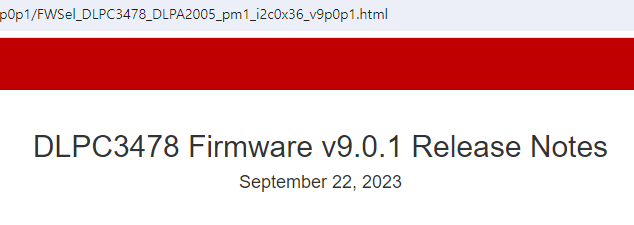 p0p1/FWSel_DLPC3478_DLPA2005_pm1_i2c0x36_v9p0p1.html
DLPC3478 Firmware v9.0.1 Release Notes
September 22, 2023